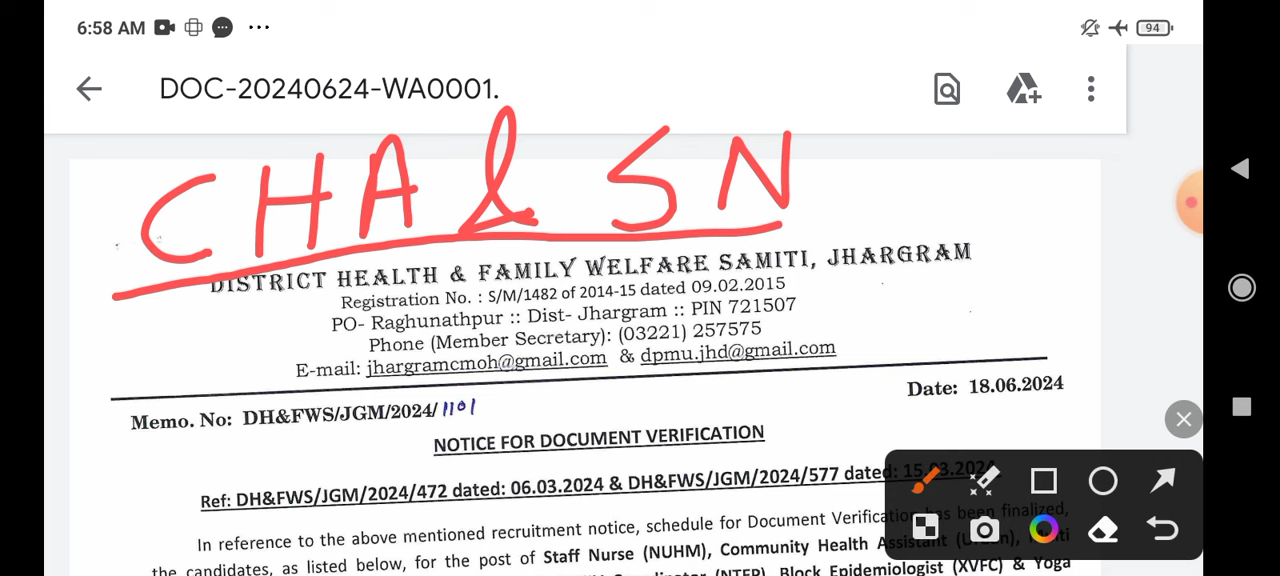 6:58 AM
94
DOC-20240624-WA0001.
CHA & SN
DISTRICT HEALTH & FAMILY WELFARE SAMITI, JHARGRAM
Registration No. : S/M/1482 of 2014-15 dated 09.02.2015
PO- Raghunathpur :: Dist- Jhargram :: PIN 721507
Phone (Member Secretary): (03221) 257575
E-mail: jhargramcmoh@gmail.com & dpmu.jhd@gmail.com
Memo. No: DH&FWS/JGM/2024/1101
Date: 18.06.2024
NOTICE FOR DOCUMENT VERIFICATION
Ref: DH&FWS/JGM/2024/472 dated: 06.03.2024 & DH&FWS/JGM/2024/577 dated: 15.03.2024
In reference to the above mentioned recruitment notice, schedule for Document Verification has been finalized,
the candidates, as listed below, for the post of Staff Nurse (NUHM), Community Health Assistant (Urban), Multi
Coordinator (NTEP), Block Epidemiologist (XVFC) & Yoga